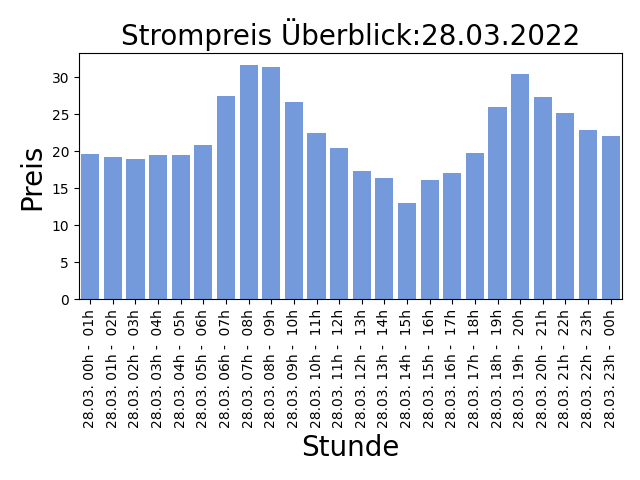 Strompreis Überblick:28.03.2022
Preis
30
25
20
15
10
5
0
28.03. 00h -   01h
28.03. 01h -   02h
28.03. 02h -   03h
28.03. 03h -   04h
28.03. 04h -   05h
28.03. 05h -   06h
28.03. 06h -   07h
28.03. 07h -   08h
28.03. 08h -   09h
28.03. 09h -   10h
28.03. 10h -   11h
28.03. 11h -   12h
28.03. 12h -   13h
28.03. 13h -   14h
28.03. 14h -   15h
28.03. 15h -   16h
28.03. 16h -   17h
28.03. 17h -   18h
28.03. 18h -   19h
28.03. 19h -   20h
28.03. 20h -   21h
28.03. 21h -   22h
28.03. 22h -   23h
28.03. 23h -   00h
Stunde